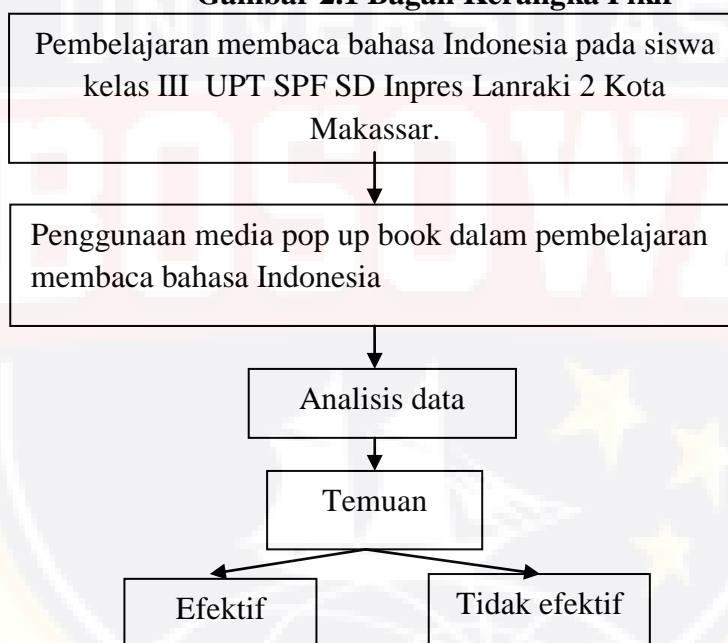 Gambar 2.1 Bagan Kerangka Pikir
Pembelajaran membaca bahasa Indonesia pada siswa
kelas III UPT SPF SD Inpres Lanraki 2 Kota
Makassar.
Penggunaan media pop up book dalam pembelajaran
membaca bahasa Indonesia
Analisis data
Temuan
Efektif
Tidak efektif
BOSOWA